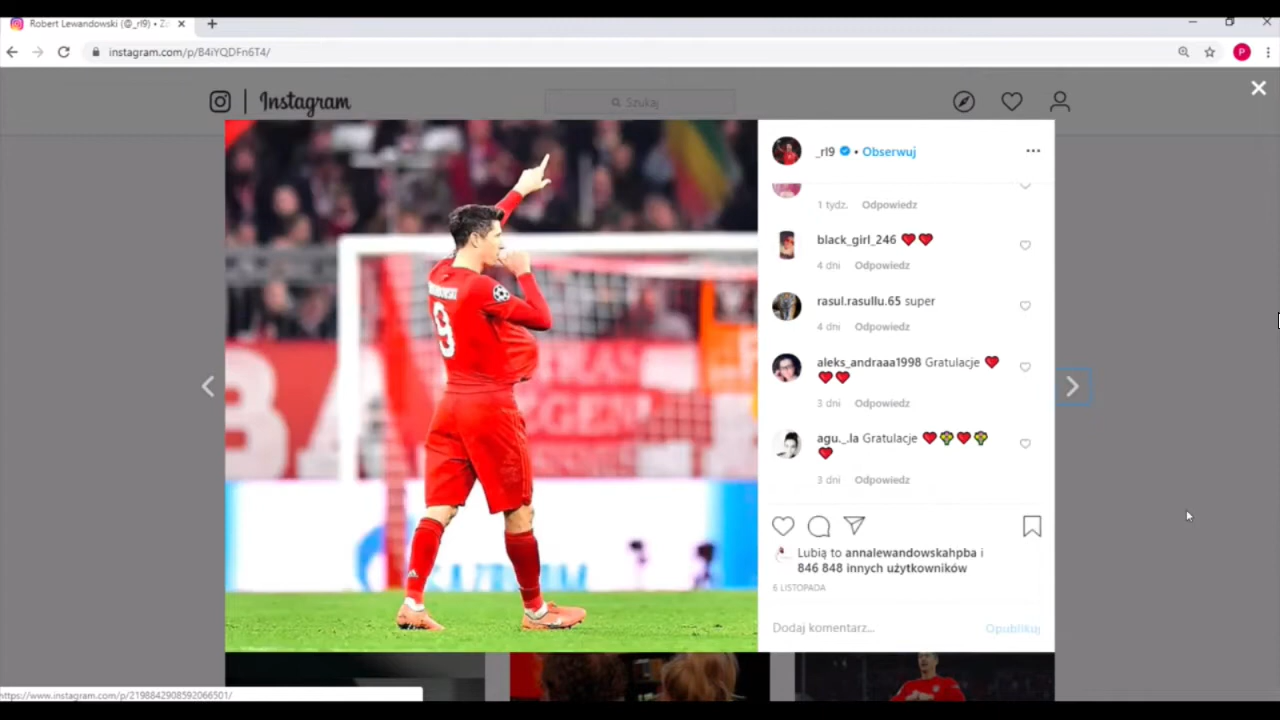 Robert Lewandowski (@_rl9) •
instagram.com/p/B4iYQDFn6T4/
P
Instagram
Szukaj
_rl9 • Obserwuj
1 tydz. Odpowiedz
black_girl_246 ❤❤
4 dni Odpowiedz
rasul.rasullu.65 super
4 dni Odpowiedz
aleks_andraaa1998 Gratulacje ❤
❤❤
3 dni Odpowiedz
agu._.la Gratulacje ❤💐❤💐
❤
3 dni Odpowiedz
9
Lubią to annalewandowskahpba i
846 848 innych użytkowników
6 LISTOPADA
Dodaj komentarz...
Opublikuj
https://www.instagram.com/p/2198842908592066501/